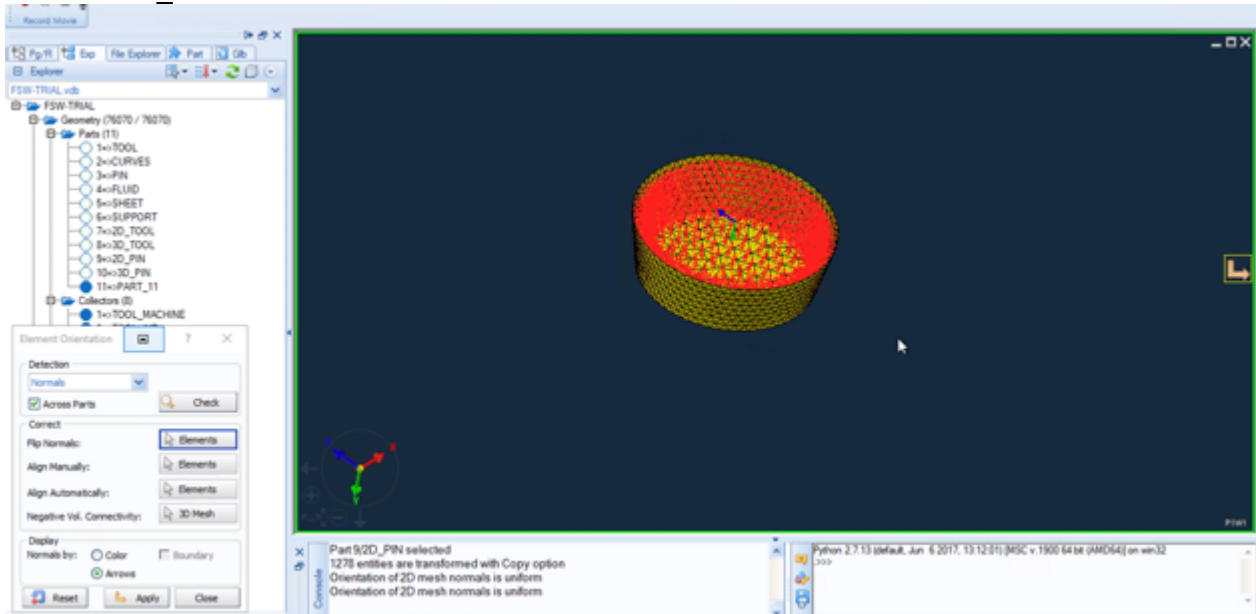 Record Movie
Pg/R Exp File Explorer Part Glb
Explorer
FSW-TRIAL.vdb
FSW-TRIAL
Geometry (76070 / 76070)
Parts (11)
1<>TOOL
2<>CURVES
3<>PIN
4<>FLUID
5<>SHEET
6<>SUPPORT
7<>2D_TOOL
8<>3D_TOOL
9<>2D_PIN
10<>3D_PIN
11<>PART_11
Collectors (8)
1<>TOOL_MACHINE
Element Orientation ?
Detection
Normals
Across Parts Check
Correct
Flip Normals: Elements
Align Manually: Elements
Align Automatically: Elements
Negative Vol. Connectivity: 3D Mesh
Display
Normals by: Color Boundary
Arrows
Reset Apply Close
X
Y
P1W1
Console
Part 9/2D_PIN selected
1278 entities are transformed with Copy option
Orientation of 2D mesh normals is uniform
Orientation of 2D mesh normals is uniform
Python 2.7.13 (default, Jun 6 2017, 13:12:01) [MSC v.1900 64 bit (AMD64)] on win32
>>>